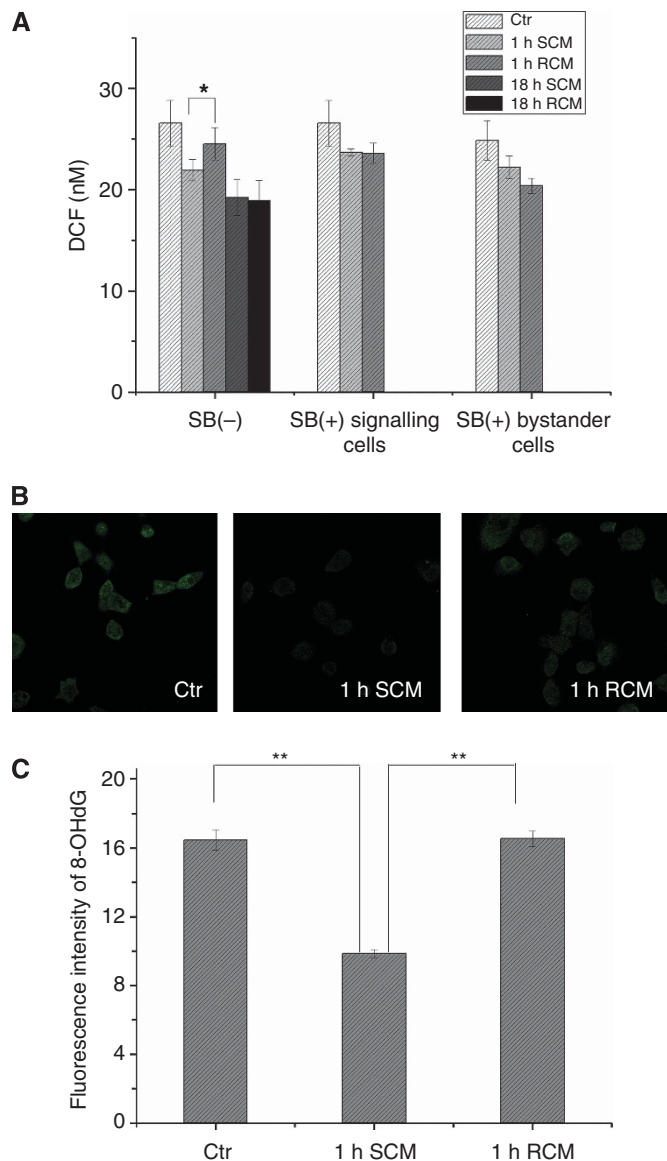 A
Ctr
1 h SCM
1 h RCM
18 h SCM
18 h RCM
30
20
10
0
DCF (nM)
*
SB(–)
SB(+) signalling
cells
SB(+) bystander
cells
B
Ctr
1 h SCM
1 h RCM
C
**
**
20
16
12
8
4
0
Fluorescence intensity of 8-OHdG
Ctr
1 h SCM
1 h RCM